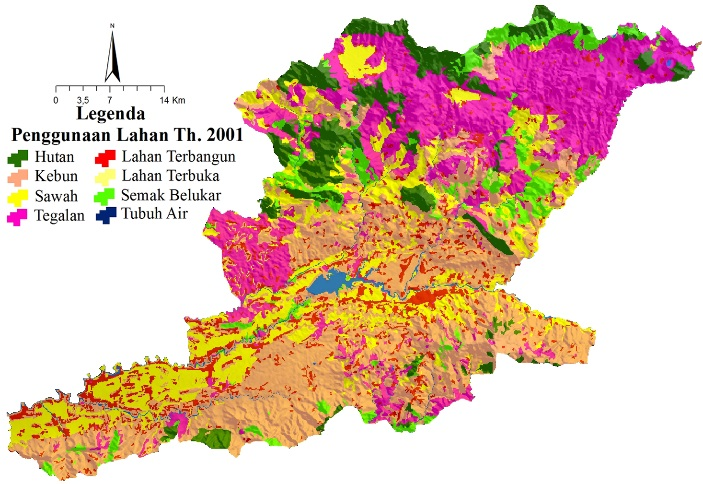 N
0 3,5 7 14 Km
Legenda
Penggunaan Lahan Th. 2001
Hutan
Kebun
Sawah
Tegalan
Lahan Terbangun
Lahan Terbuka
Semak Belukar
Tubuh Air